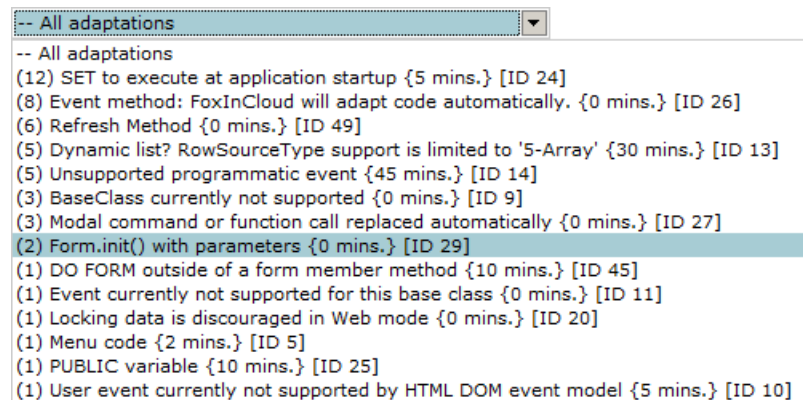 -- All adaptations
-- All adaptations
(12) SET to execute at application startup {5 mins.} [ID 24]
(8) Event method: FoxInCloud will adapt code automatically. {0 mins.} [ID 26]
(6) Refresh Method {0 mins.} [ID 49]
(5) Dynamic list? RowSourceType support is limited to '5-Array' {30 mins.} [ID 13]
(5) Unsupported programmatic event {45 mins.} [ID 14]
(3) BaseClass currently not supported {0 mins.} [ID 9]
(3) Modal command or function call replaced automatically {0 mins.} [ID 27]
(2) Form.init() with parameters {0 mins.} [ID 29]
(1) DO FORM outside of a form member method {10 mins.} [ID 45]
(1) Event currently not supported for this base class {0 mins.} [ID 11]
(1) Locking data is discouraged in Web mode {0 mins.} [ID 20]
(1) Menu code {2 mins.} [ID 5]
(1) PUBLIC variable {10 mins.} [ID 25]
(1) User event currently not supported by HTML DOM event model {5 mins.} [ID 10]